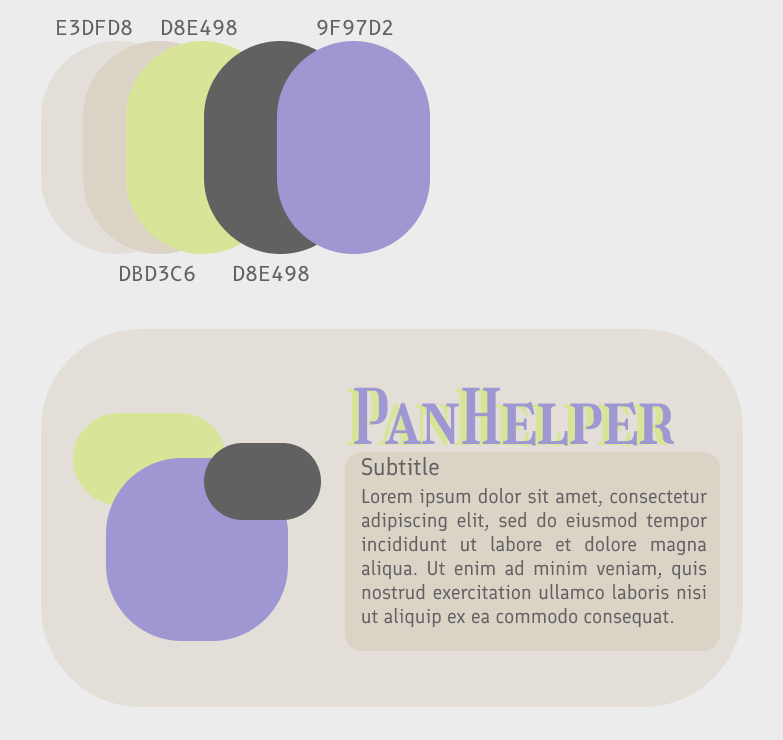 E3DFD8 D8E498 9F97D2
DBD3C6 D8E498
PanHelper
Subtitle
Lorem ipsum dolor sit amet, consectetur
adipiscing elit, sed do eiusmod tempor
incididunt ut labore et dolore magna
aliqua. Ut enim ad minim veniam, quis
nostrud exercitation ullamco laboris nisi
ut aliquip ex ea commodo consequat.